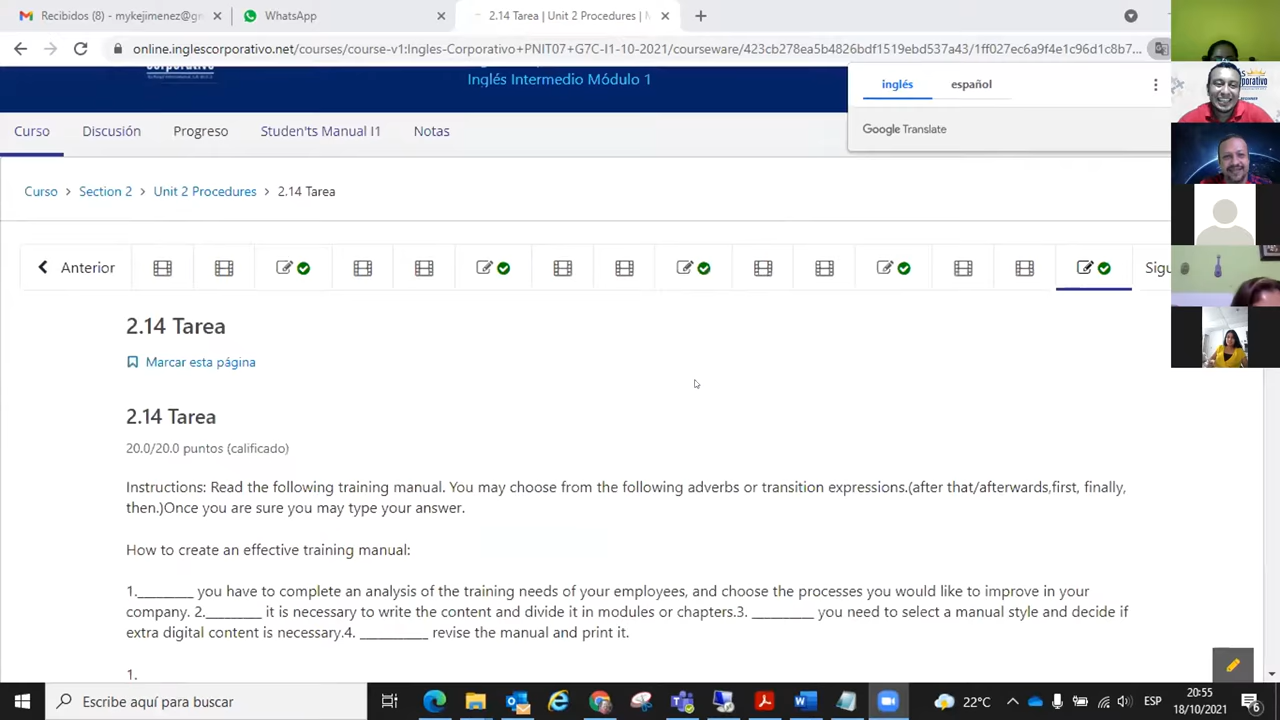 Recibidos (8) - mykejimenez@gm
WhatsApp
2.14 Tarea | Unit 2 Procedures |
online.inglescorporativo.net/courses/course-v1:Ingles-Corporativo+PNIT07+G7C-I1-10-2021/courseware/423cb278ea5b4826bdf1519ebd537a43/1ff027ec6a9f4e1c96d1c8b7...
Inglés Intermedio Módulo 1
inglés español
Google Translate
Curso Discusión Progreso Studen'ts Manual I1 Notas
Curso > Section 2 > Unit 2 Procedures > 2.14 Tarea
Anterior
Sigu
2.14 Tarea
Marcar esta página
2.14 Tarea
20.0/20.0 puntos (calificado)
Instructions: Read the following training manual. You may choose from the following adverbs or transition expressions.(after that/afterwards,first, finally,
then.)Once you are sure you may type your answer.
How to create an effective training manual:
1.________ you have to complete an analysis of the training needs of your employees, and choose the processes you would like to improve in your
company. 2.________ it is necessary to write the content and divide it in modules or chapters.3. _________ you need to select a manual style and decide if
extra digital content is necessary.4. __________ revise the manual and print it.
1.
Escribe aquí para buscar
22°C
ESP
20:55
18/10/2021
6